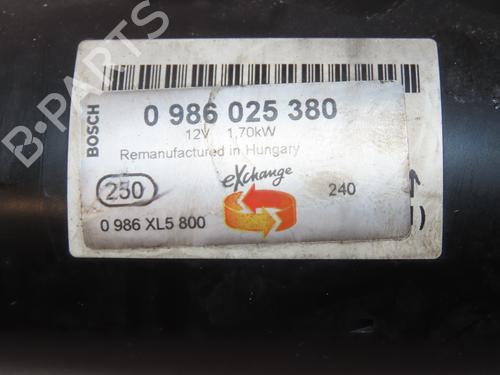 B-PARTS
BOSCH
0 986 025 380
12V 1,70kW
Remanufactured in Hungary
250
eXchange
240
0 986 XL5 800
)